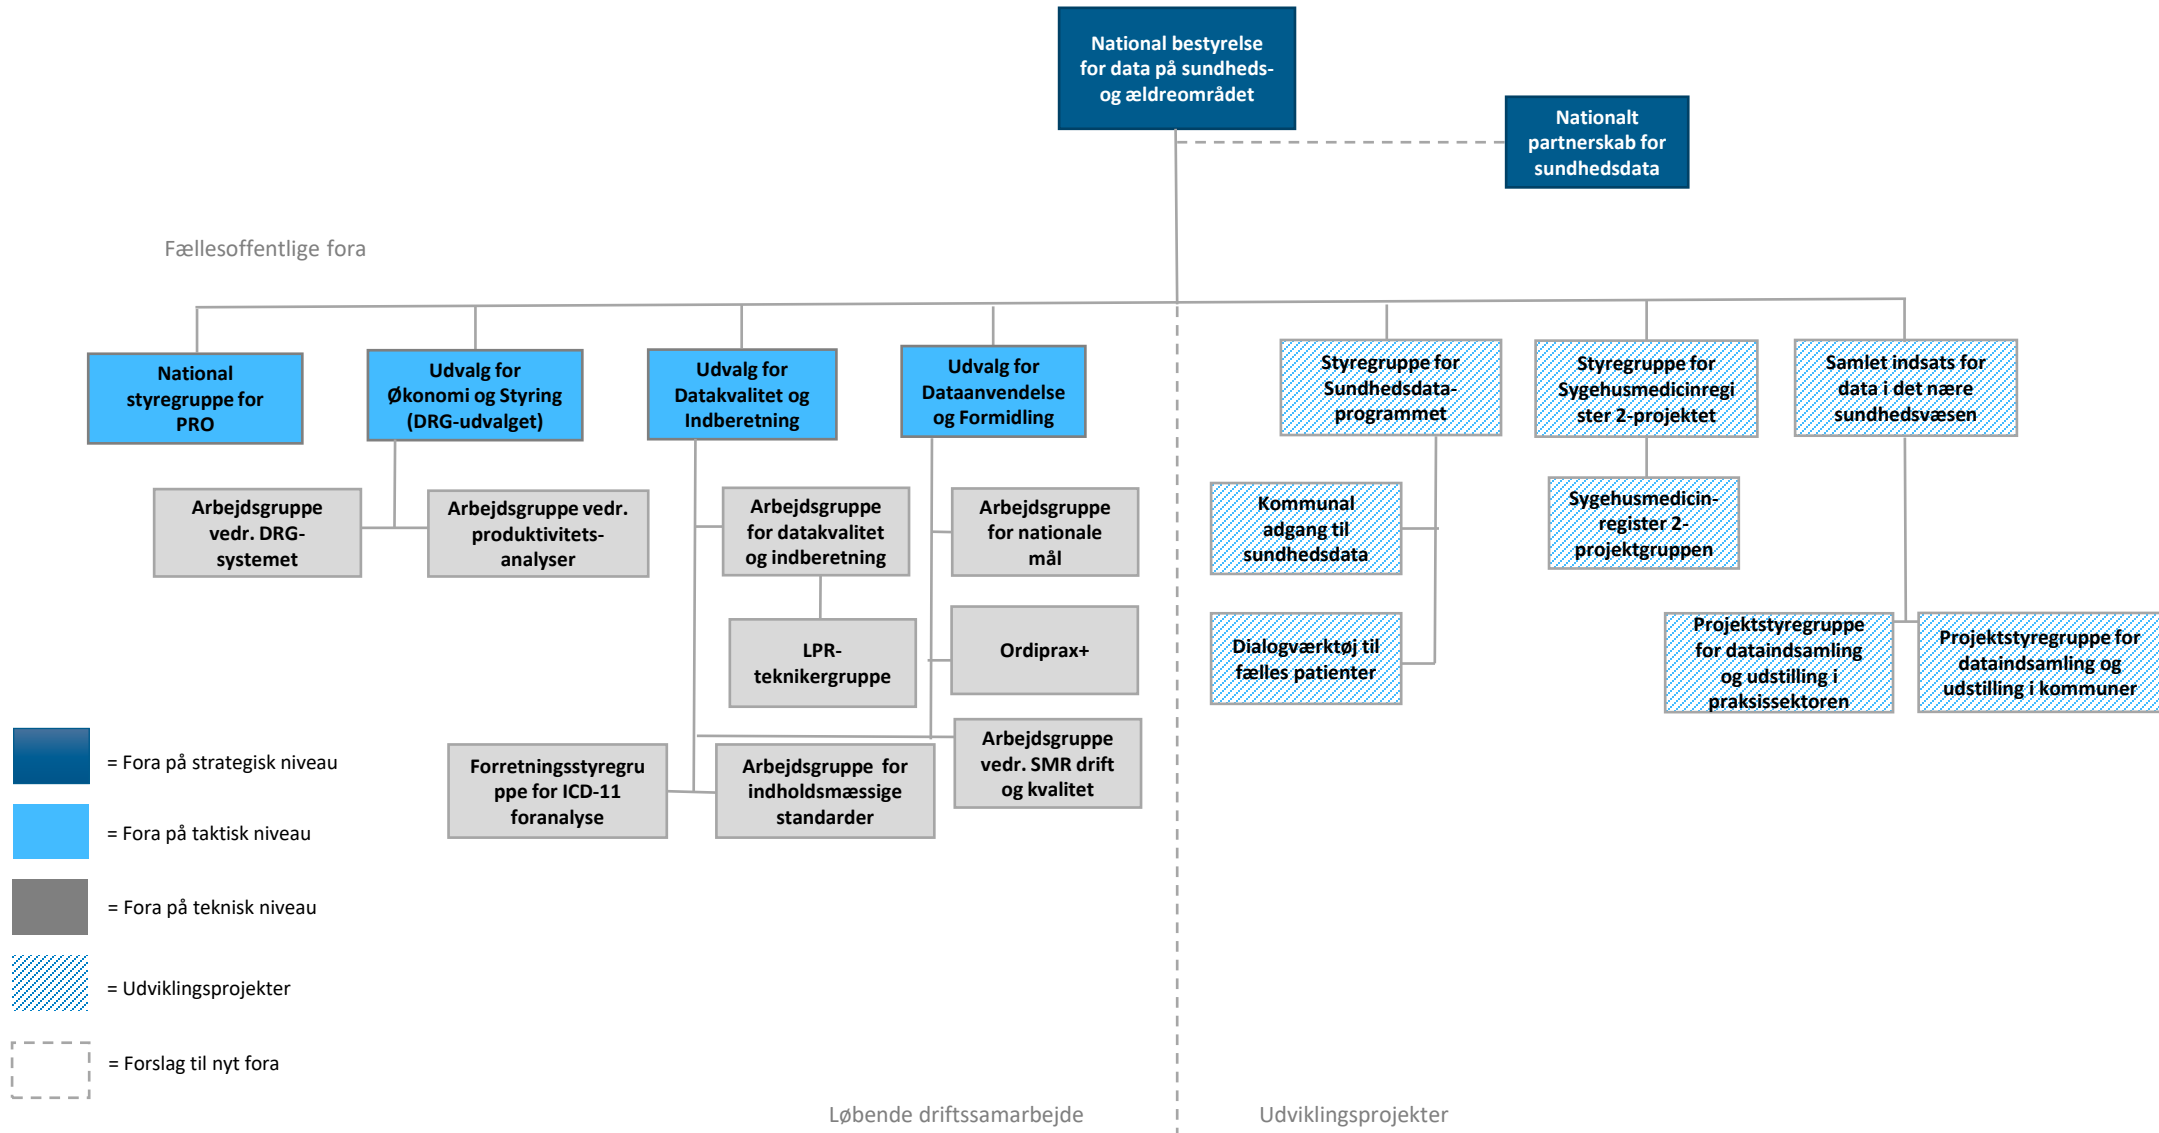 National bestyrelse
for data på sundheds-
og ældreområdet
Nationalt
partnerskab for
sundhedsdata
Fællesoffentlige fora
National
styregruppe for
PRO
Udvalg for
Økonomi og Styring
(DRG-udvalget)
Udvalg for
Datakvalitet og
Indberetning
Udvalg for
Dataanvendelse
og Formidling
Styregruppe for
Sundhedsdata-
programmet
Styregruppe for
Sygehusmedicinregi
ster 2-projektet
Samlet indsats for
data i det nære
sundhedsvæsen
Arbejdsgruppe
vedr. DRG-
systemet
Arbejdsgruppe vedr.
produktivitets-
analyser
Arbejdsgruppe
for datakvalitet
og indberetning
Arbejdsgruppe
for nationale
mål
Kommunal
adgang til
sundhedsdata
Sygehusmedicin-
register 2-
projektgruppen
LPR-
teknikergruppe
Ordiprax+
Dialogværktøj til
fælles patienter
Projektstyregruppe
for dataindsamling
og udstilling i
praksissektoren
Projektstyregruppe for
dataindsamling og
udstilling i kommuner
Forretningsstyregru
ppe for ICD-11
foranalyse
Arbejdsgruppe for
indholdsmæssige
standarder
Arbejdsgruppe
vedr. SMR drift
og kvalitet
= Fora på strategisk niveau
= Fora på taktisk niveau
= Fora på teknisk niveau
= Udviklingsprojekter
= Forslag til nyt fora
Løbende driftssamarbejde
Udviklingsprojekter